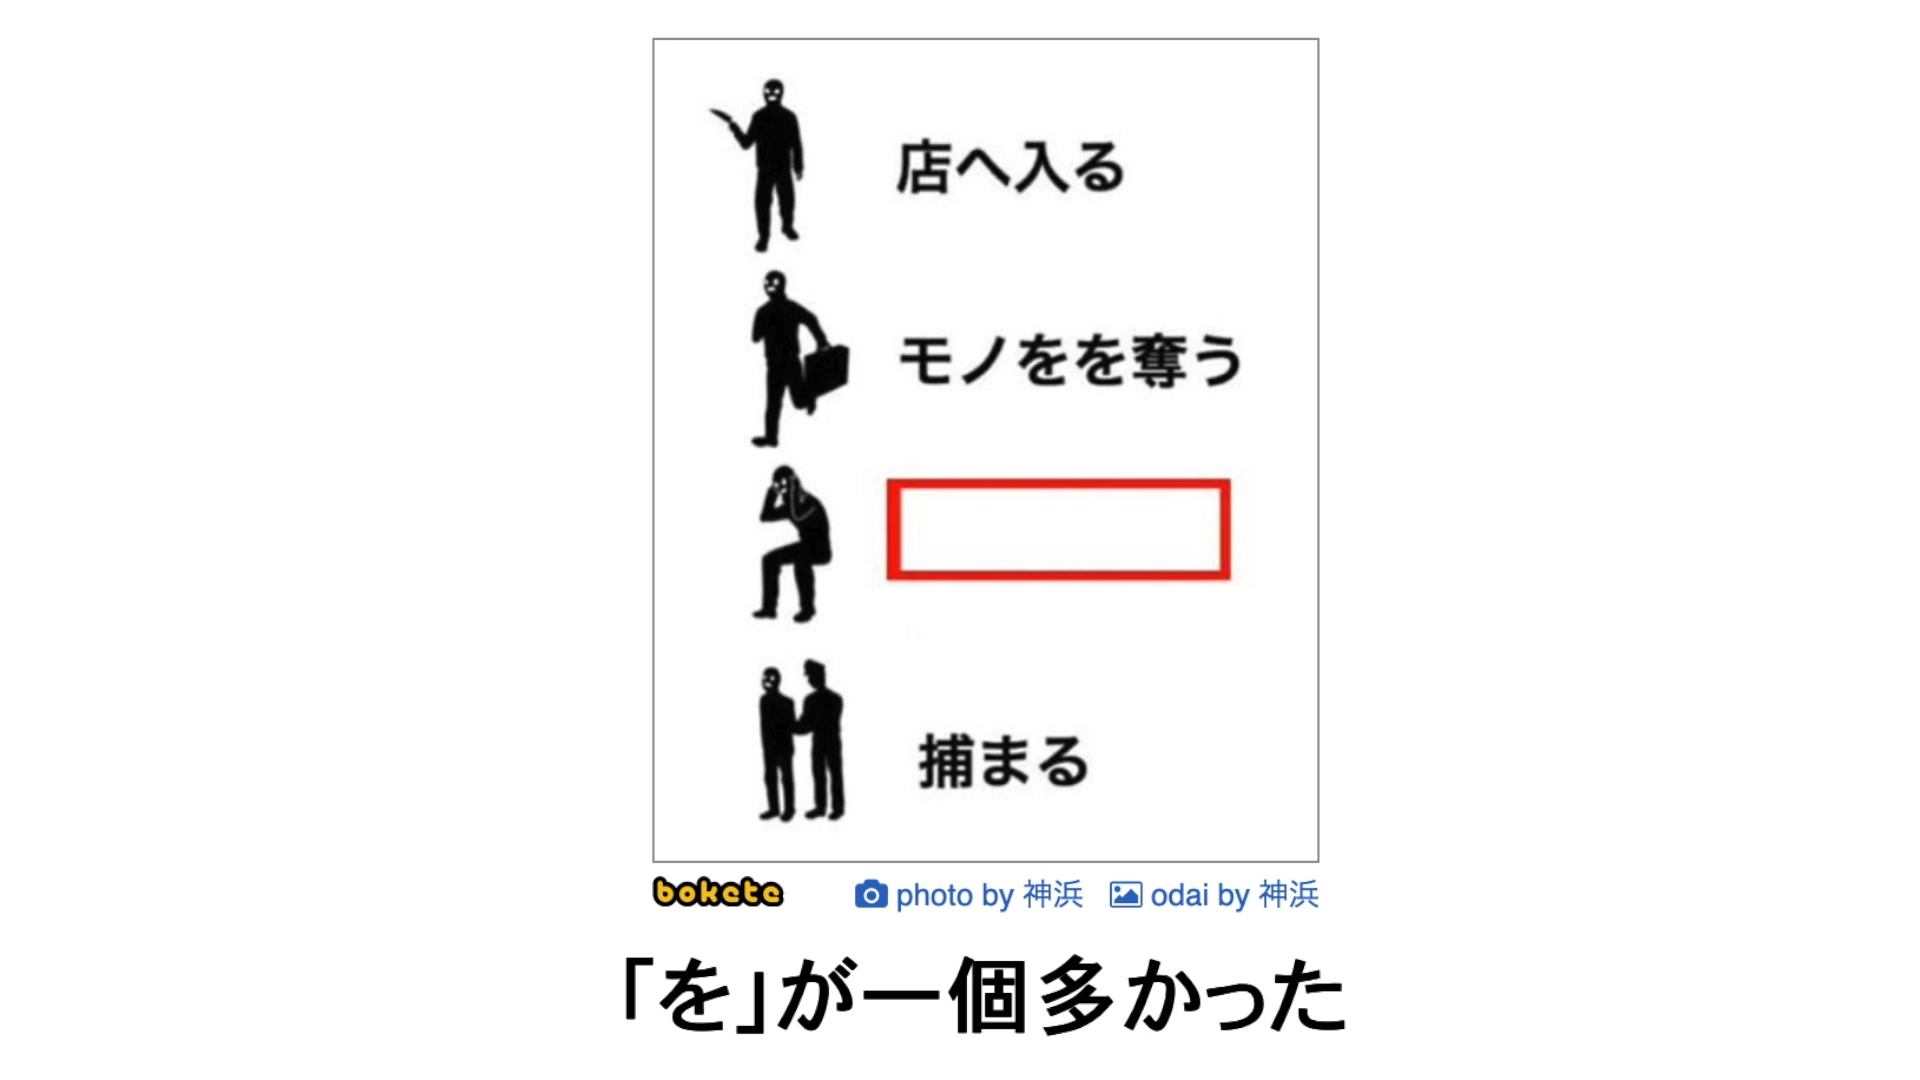 店へ入る
モノをを奪う
捕まる
bokete photo by 神浜 odai by 神浜
「を」が一個多かった